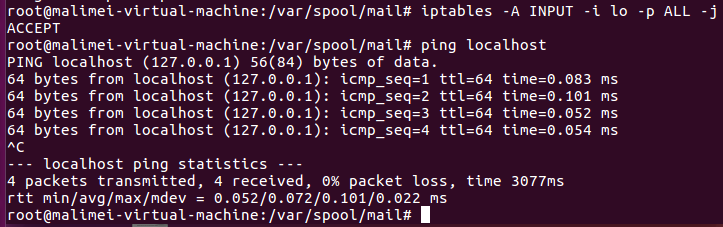 root@malimei-virtual-machine:/var/spool/mail# iptables -A INPUT -i lo -p ALL -j
ACCEPT
root@malimei-virtual-machine:/var/spool/mail# ping localhost
PING localhost (127.0.0.1) 56(84) bytes of data.
64 bytes from localhost (127.0.0.1): icmp_seq=1 ttl=64 time=0.083 ms
64 bytes from localhost (127.0.0.1): icmp_seq=2 ttl=64 time=0.101 ms
64 bytes from localhost (127.0.0.1): icmp_seq=3 ttl=64 time=0.052 ms
64 bytes from localhost (127.0.0.1): icmp_seq=4 ttl=64 time=0.054 ms
^C
--- localhost ping statistics ---
4 packets transmitted, 4 received, 0% packet loss, time 3077ms
rtt min/avg/max/mdev = 0.052/0.072/0.101/0.022 ms
root@malimei-virtual-machine:/var/spool/mail#